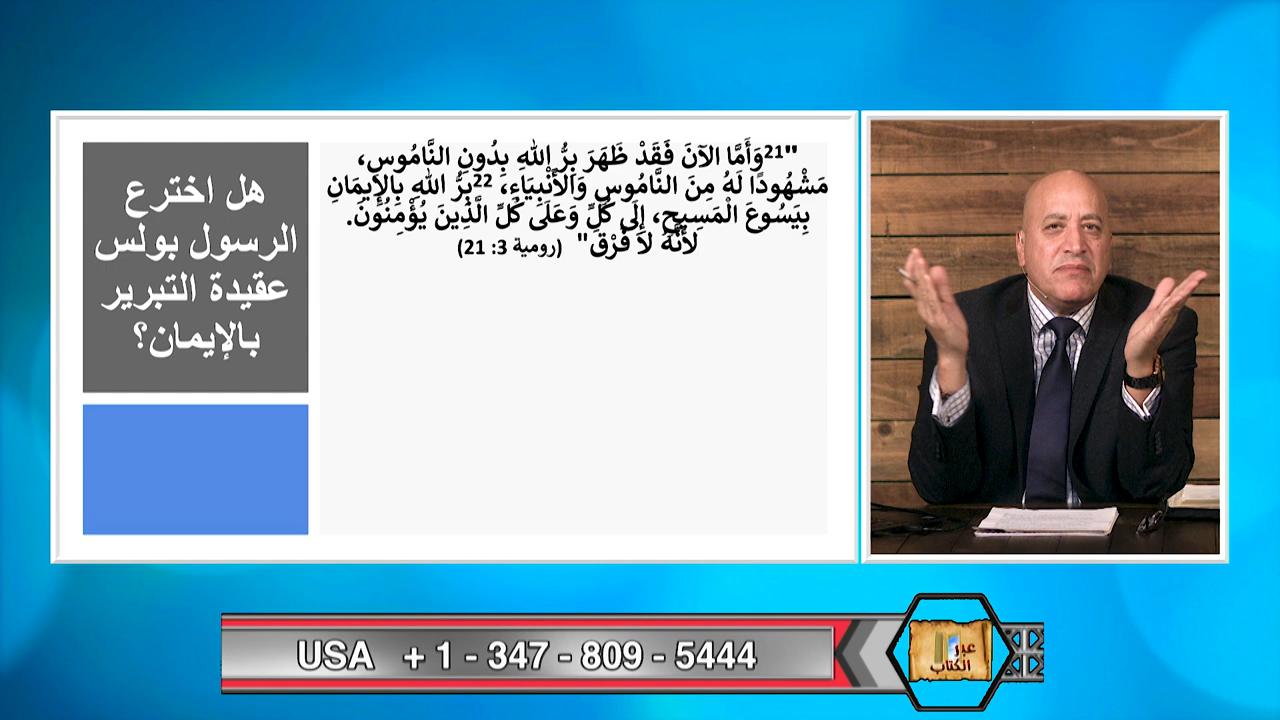 هل اخترع
الرسول بولس
عقيدة التبرير
بالإيمان؟
"21وَأَمَّا الآنَ فَقَدْ ظَهَرَ بِرُّ اللهِ بِدُونِ النَّامُوسِ،
مَشْهُودًا لَهُ مِنَ النَّامُوسِ وَالأَنْبِيَاءِ، 22بِرُّ اللهِ بِالإِيمَانِ
بِيَسُوعَ الْمَسِيحِ، إِلَى كُلِّ وَعَلَى كُلِّ الَّذِينَ يُؤْمِنُونَ.
لأَنَّهُ لاَ فَرْقَ" (رومية 3: 21)
USA + 1 - 347 - 809 - 5444
عبر
الكتاب